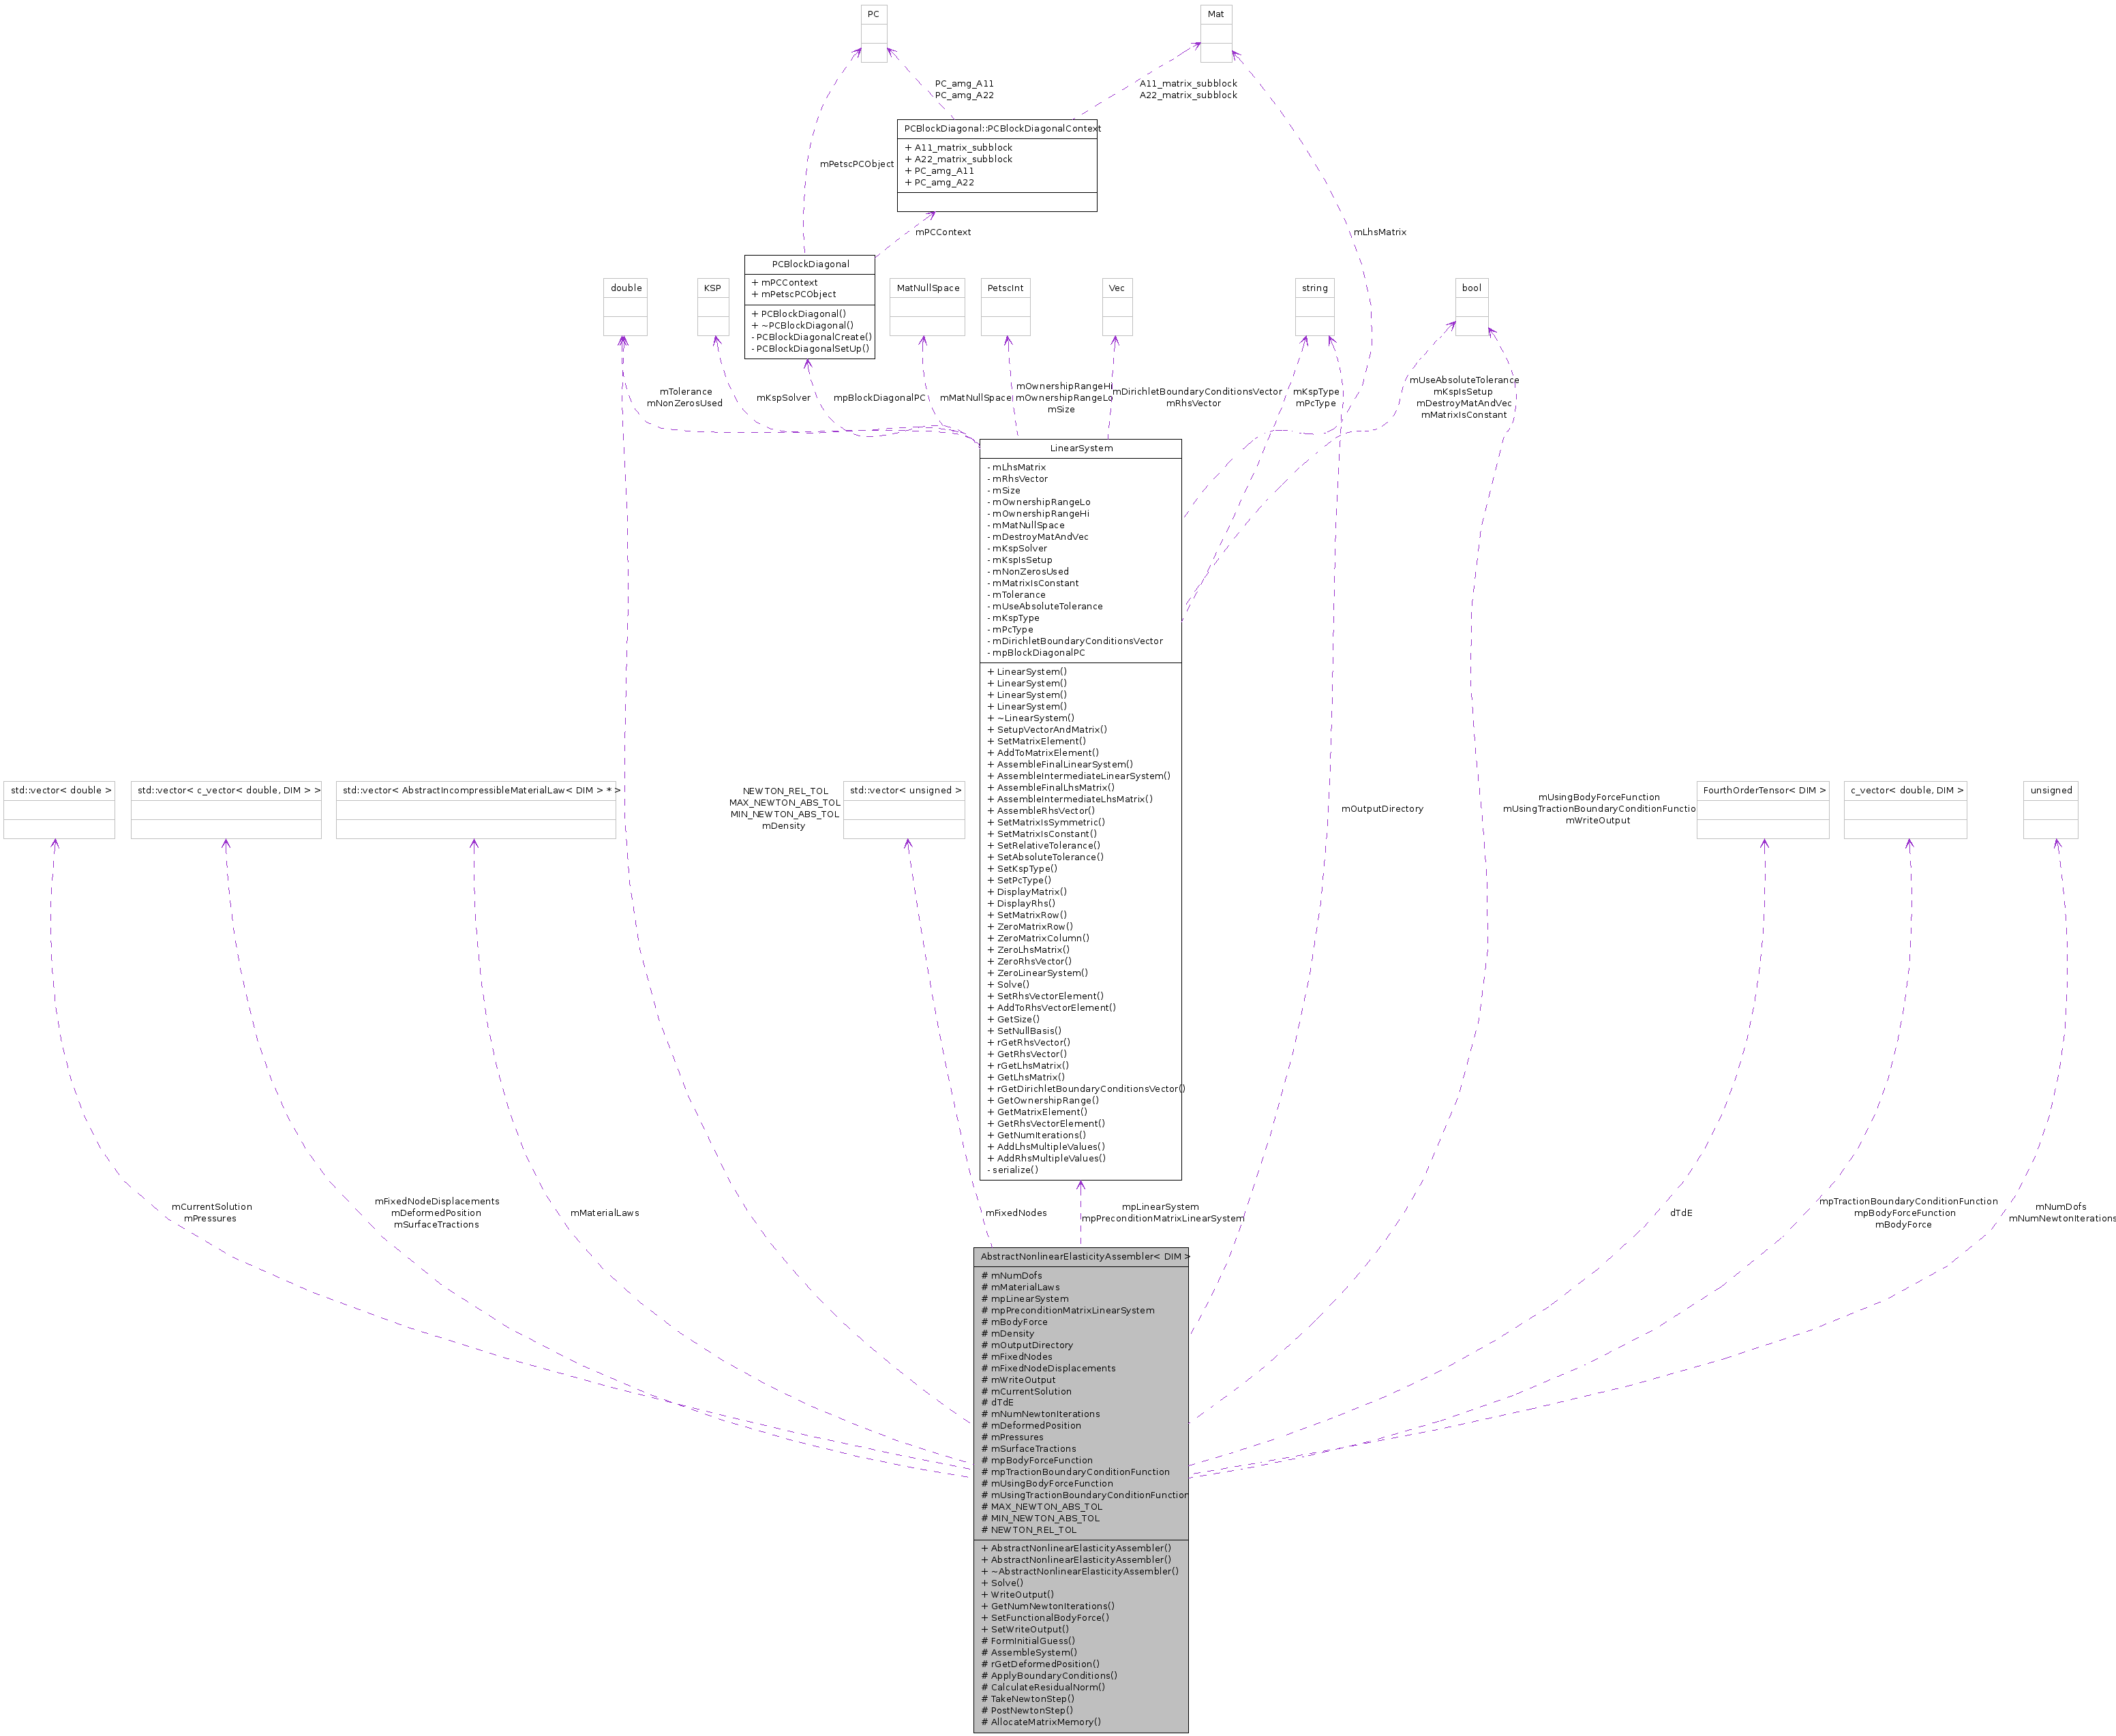 PC
Mat
PC_amg_A11
PC_amg_A22
A11_matrix_subblock
A22_matrix_subblock
PCBlockDiagonal::PCBlockDiagonalContext
+ A11_matrix_subblock
+ A22_matrix_subblock
+ PC_amg_A11
+ PC_amg_A22
mPetscPCObject
mPCContext
mLhsMatrix
PCBlockDiagonal
+ mPCContext
+ mPetscPCObject
+ PCBlockDiagonal()
+ ~PCBlockDiagonal()
- PCBlockDiagonalCreate()
- PCBlockDiagonalSetUp()
double
KSP
MatNullSpace
PetscInt
Vec
string
bool
mTolerance
mNonZerosUsed
mKspSolver
mpBlockDiagonalPC
mMatNullSpace
mOwnershipRangeHi
mOwnershipRangeLo
mSize
mDirichletBoundaryConditionsVector
mRhsVector
mKspType
mPcType
mUseAbsoluteTolerance
mKspIsSetup
mDestroyMatAndVec
mMatrixIsConstant
LinearSystem
- mLhsMatrix
- mRhsVector
- mSize
- mOwnershipRangeLo
- mOwnershipRangeHi
- mMatNullSpace
- mDestroyMatAndVec
- mKspSolver
- mKspIsSetup
- mNonZerosUsed
- mMatrixIsConstant
- mTolerance
- mUseAbsoluteTolerance
- mKspType
- mPcType
- mDirichletBoundaryConditionsVector
- mpBlockDiagonalPC
+ LinearSystem()
+ LinearSystem()
+ LinearSystem()
+ LinearSystem()
+ ~LinearSystem()
+ SetupVectorAndMatrix()
+ SetMatrixElement()
+ AddToMatrixElement()
+ AssembleFinalLinearSystem()
+ AssembleIntermediateLinearSystem()
+ AssembleFinalLhsMatrix()
+ AssembleIntermediateLhsMatrix()
+ AssembleRhsVector()
+ SetMatrixIsSymmetric()
+ SetMatrixIsConstant()
+ SetRelativeTolerance()
+ SetAbsoluteTolerance()
+ SetKspType()
+ SetPcType()
+ DisplayMatrix()
+ DisplayRhs()
+ SetMatrixRow()
+ ZeroMatrixRow()
+ ZeroMatrixColumn()
+ ZeroLhsMatrix()
+ ZeroRhsVector()
+ ZeroLinearSystem()
+ Solve()
+ SetRhsVectorElement()
+ AddToRhsVectorElement()
+ GetSize()
+ SetNullBasis()
+ rGetRhsVector()
+ GetRhsVector()
+ rGetLhsMatrix()
+ GetLhsMatrix()
+ rGetDirichletBoundaryConditionsVector()
+ GetOwnershipRange()
+ GetMatrixElement()
+ GetRhsVectorElement()
+ GetNumIterations()
+ AddLhsMultipleValues()
+ AddRhsMultipleValues()
- serialize()
std::vector< double >
std::vector< c_vector< double, DIM > >
std::vector< AbstractIncompressibleMaterialLaw< DIM > * >
NEWTON_REL_TOL
MAX_NEWTON_ABS_TOL
MIN_NEWTON_ABS_TOL
mDensity
std::vector< unsigned >
mOutputDirectory
mUsingBodyForceFunction
mUsingTractionBoundaryConditionFunction
mWriteOutput
FourthOrderTensor< DIM >
c_vector< double, DIM >
unsigned
mCurrentSolution
mPressures
mFixedNodeDisplacements
mDeformedPosition
mSurfaceTractions
mMaterialLaws
mFixedNodes
mpLinearSystem
mpPreconditionMatrixLinearSystem
dTdE
mpTractionBoundaryConditionFunction
mpBodyForceFunction
mBodyForce
mNumDofs
mNumNewtonIterations
AbstractNonlinearElasticityAssembler< DIM >
# mNumDofs
# mMaterialLaws
# mpLinearSystem
# mpPreconditionMatrixLinearSystem
# mBodyForce
# mDensity
# mOutputDirectory
# mFixedNodes
# mFixedNodeDisplacements
# mWriteOutput
# mCurrentSolution
# dTdE
# mNumNewtonIterations
# mDeformedPosition
# mPressures
# mSurfaceTractions
# mpBodyForceFunction
# mpTractionBoundaryConditionFunction
# mUsingBodyForceFunction
# mUsingTractionBoundaryConditionFunction
# MAX_NEWTON_ABS_TOL
# MIN_NEWTON_ABS_TOL
# NEWTON_REL_TOL
+ AbstractNonlinearElasticityAssembler()
+ AbstractNonlinearElasticityAssembler()
+ ~AbstractNonlinearElasticityAssembler()
+ Solve()
+ WriteOutput()
+ GetNumNewtonIterations()
+ SetFunctionalBodyForce()
+ SetWriteOutput()
# FormInitialGuess()
# AssembleSystem()
# rGetDeformedPosition()
# ApplyBoundaryConditions()
# CalculateResidualNorm()
# TakeNewtonStep()
# PostNewtonStep()
# AllocateMatrixMemory()